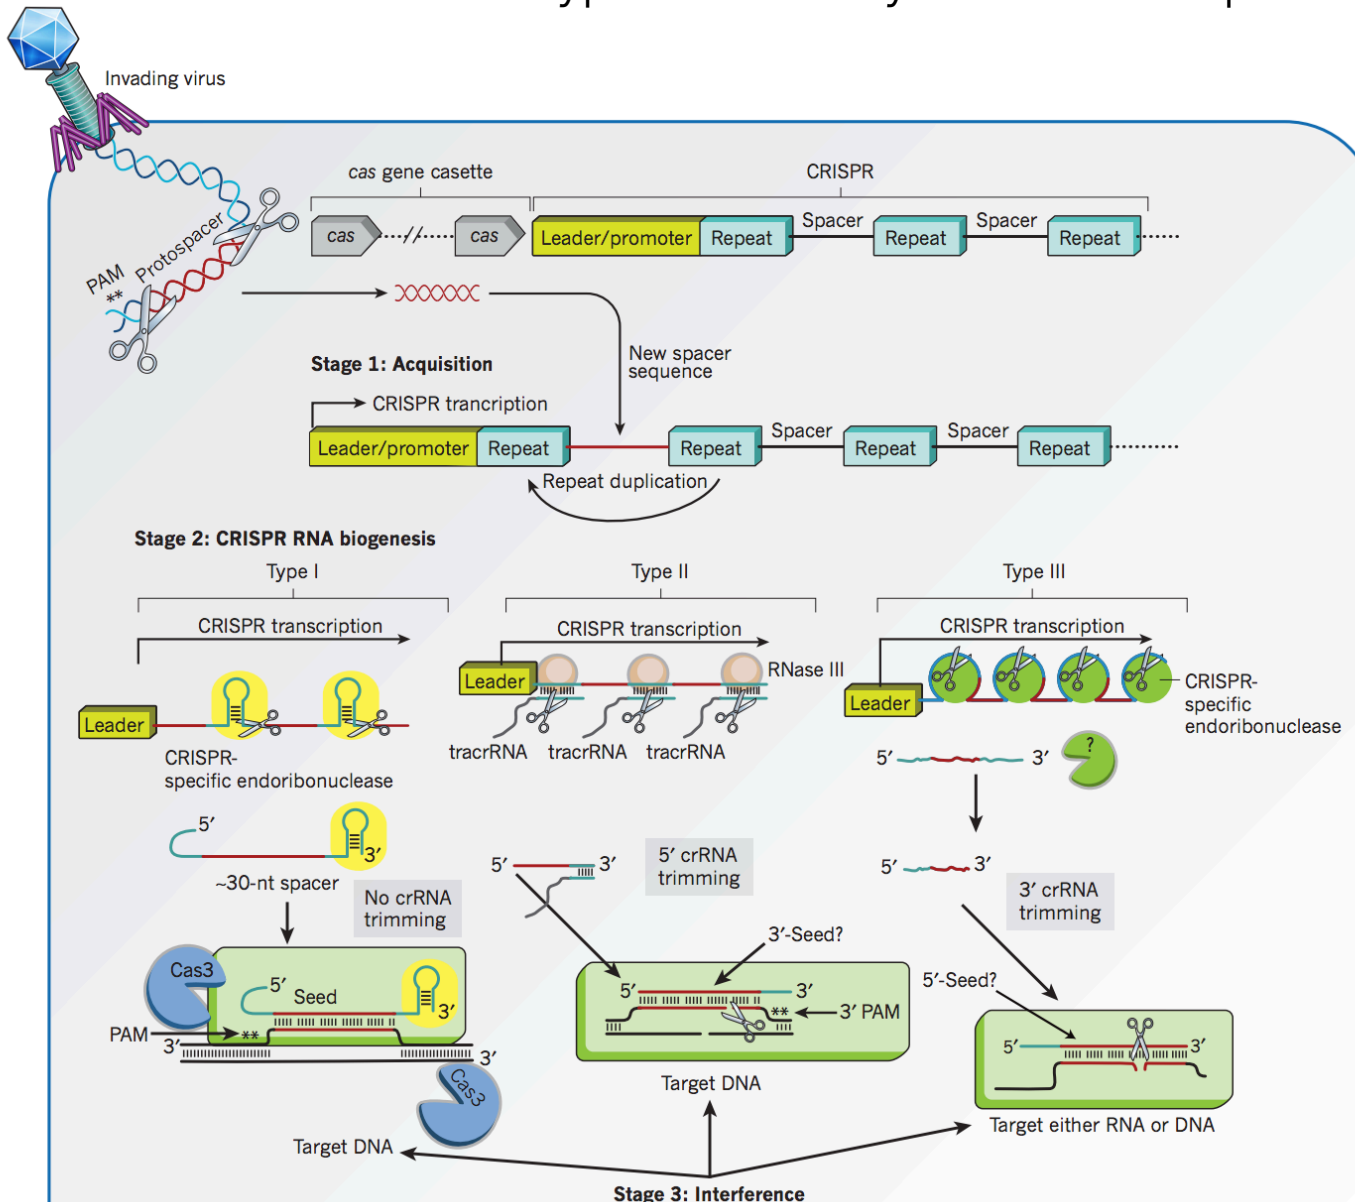 Invading virus
cas gene casette
CRISPR
PAM
**
Protospacer
cas
cas
Leader/promoter
Repeat
Spacer
Repeat
Spacer
Repeat
New spacer
sequence
Stage 1: Acquisition
CRISPR trancription
Leader/promoter
Repeat
Repeat
Spacer
Repeat
Spacer
Repeat
Repeat duplication
Stage 2: CRISPR RNA biogenesis
Type I
CRISPR transcription
Leader
CRISPR-
specific endoribonuclease
5′
3′
~30-nt spacer
No crRNA
trimming
Cas3
5′
Seed
3′
PAM
**
3′
3′
Cas3
Target DNA
Type II
CRISPR transcription
Leader
RNase III
tracrRNA
tracrRNA
tracrRNA
5′
3′
5′ crRNA
trimming
3′-Seed?
5′
3′
**
3′ PAM
Target DNA
Type III
CRISPR transcription
Leader
CRISPR-
specific
endoribonuclease
5′
3′
?
5′
3′
3′ crRNA
trimming
5′-Seed?
5′
3′
Target either RNA or DNA
Stage 3: Interference